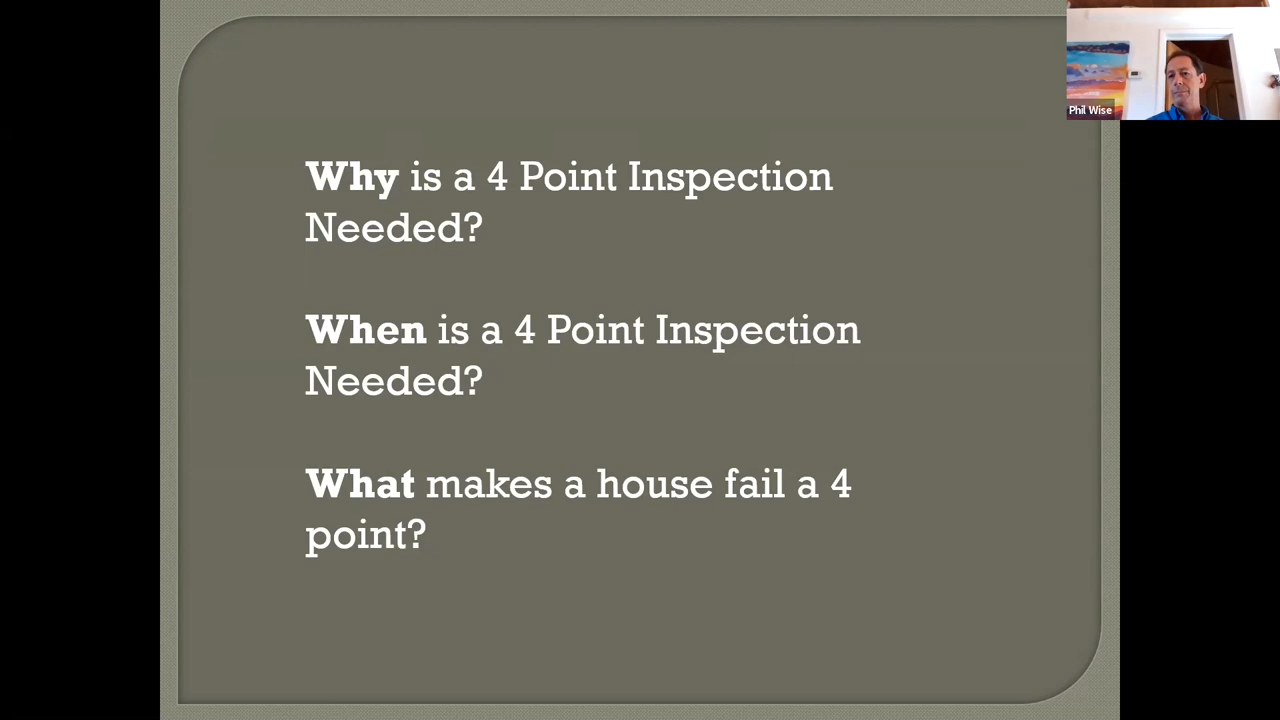 Phil Wise
Why is a 4 Point Inspection
Needed?
When is a 4 Point Inspection
Needed?
What makes a house fail a 4
point?